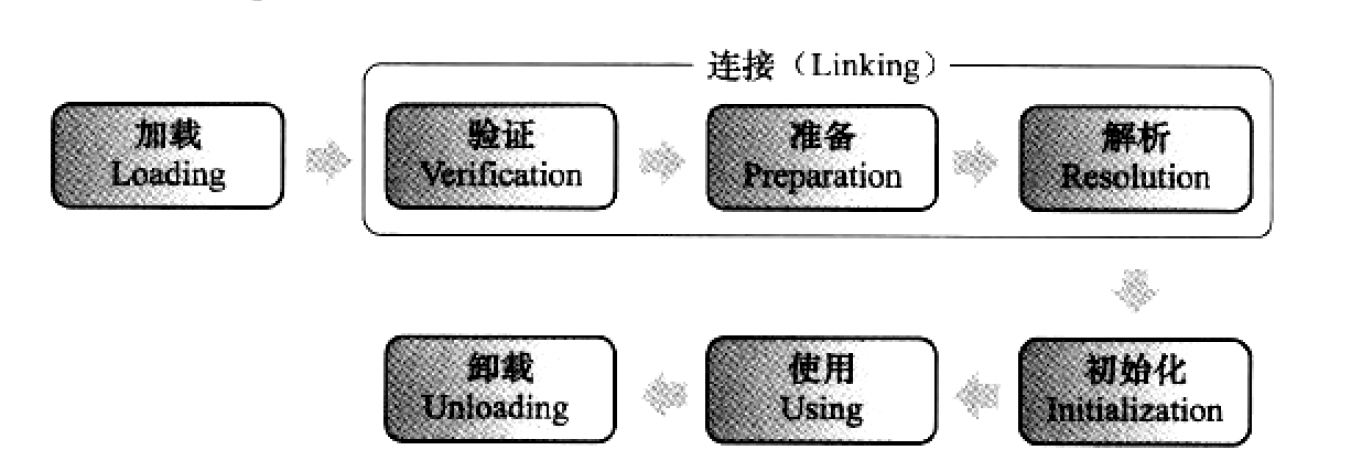 连接（Linking）
加载
Loading
验证
Verification
准备
Preparation
解析
Resolution
初始化
Initialization
使用
Using
卸载
Unloading